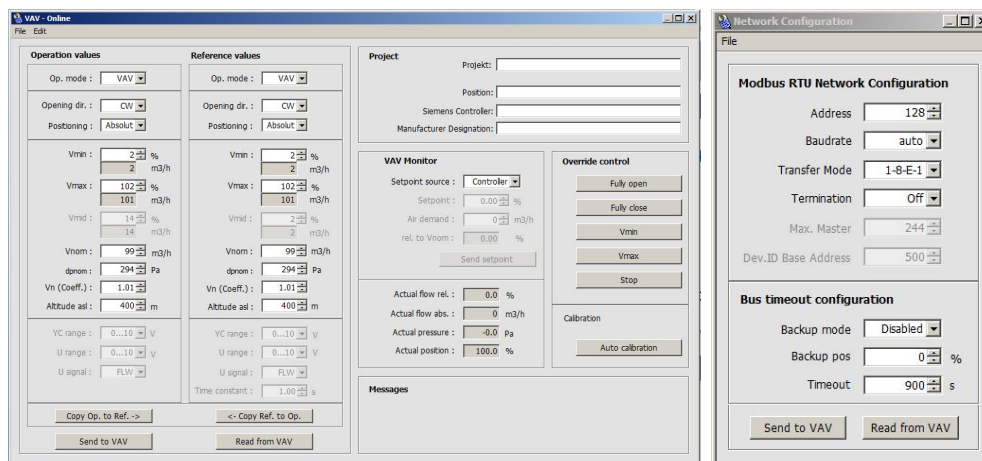 VAV - Online
File Edit
Operation values
Op. mode : VAV
Opening dir. : CW
Positioning : Absolut
Vmin : 2 %
2 m3/h
Vmax : 102 %
101 m3/h
Vmid : 14 %
14 m3/h
Vnom : 99 m3/h
dpnom : 294 Pa
Vn (Coeff.) : 1.01
Altitude asl : 400 m
YC range : 0...10 V
U range : 0...10 V
U signal : FLW
Copy Op. to Ref. ->
Send to VAV
Reference values
Op. mode : VAV
Opening dir. : CW
Positioning : Absolut
Vmin : 2 %
2 m3/h
Vmax : 102 %
101 m3/h
Vmid : 2 %
2 m3/h
Vnom : 99 m3/h
dpnom : 294 Pa
Vn (Coeff.) : 1.01
Altitude asl : 400 m
YC range : 0...10 V
U range : 0...10 V
U signal : FLW
Time constant : 1.00 s
<- Copy Ref. to Op.
Read from VAV
Project
Projekt:
Position:
Siemens Controller:
Manufacturer Designation:
VAV Monitor
Setpoint source : Controller
Setpoint : 0.00 %
Air demand : 0 m3/h
rel. to Vnom : 0.00 %
Send setpoint
Actual flow rel. : 0.0 %
Actual flow abs. : 0 m3/h
Actual pressure : -0.0 Pa
Actual position : 100.0 %
Override control
Fully open
Fully close
Vmin
Vmax
Stop
Calibration
Auto calibration
Messages
Network Configuration
File
Modbus RTU Network Configuration
Address 128
Baudrate auto
Transfer Mode 1-8-E-1
Termination Off
Max. Master 244
Dev.ID Base Address 500
Bus timeout configuration
Backup mode Disabled
Backup pos 0 %
Timeout 900 s
Send to VAV Read from VAV